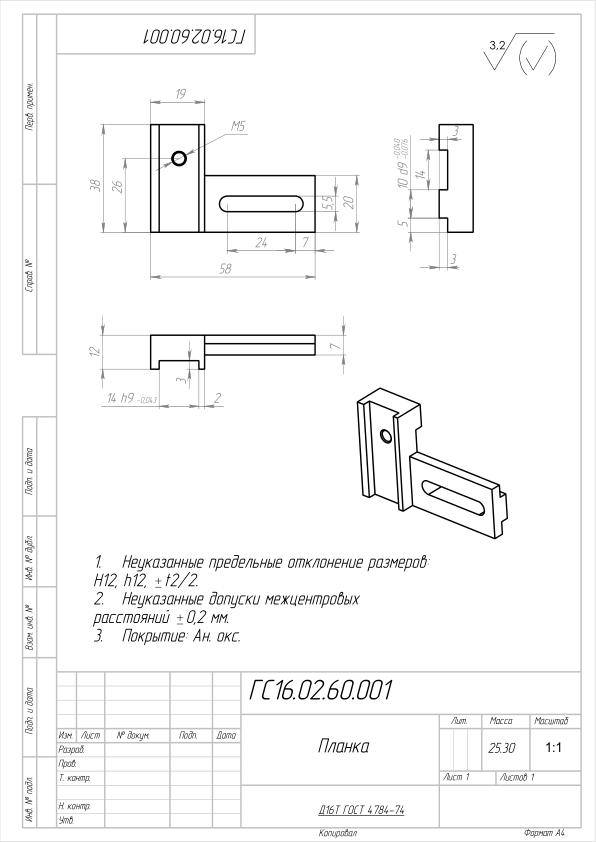 ГС16.02.60.001
3,2
Перв. примен.
Справ. №
19
M5
38
26
5,5
20
24
7
58
3
10 d9 -0,040 -0,076
14
5
3
12
7
3
14 h9 -0,043
2
Подп. и дата
Инв. № дубл.
Взам. инв. №
Подп. и дата
Инв. № подл.
1. Неуказанные предельные отклонение размеров:
H12, h12, ±t2/2.
2. Неуказанные допуски межцентровых
расстояний ±0,2 мм.
3. Покрытие: Ан. окс.
ГС16.02.60.001
Изм. Лист № докум. Подп. Дата
Разраб.
Пров.
Т. контр.
Н. контр.
Утв.
Планка
Лит. Масса Масштаб
25.30 1:1
Лист 1 Листов 1
Д16Т ГОСТ 4784-74
Копировал Формат А4